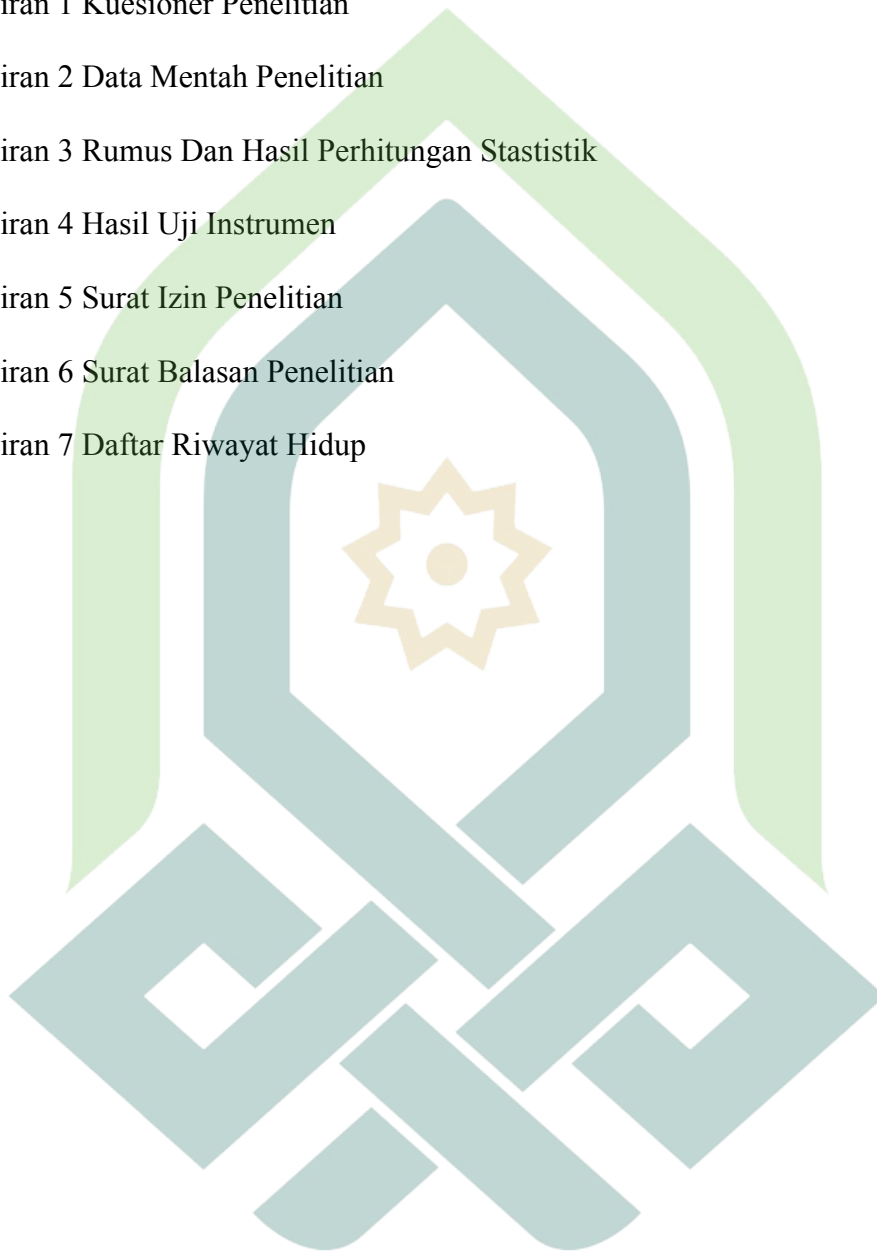 iran 1 Kuesioner Penelitian
iran 2 Data Mentah Penelitian
iran 3 Rumus Dan Hasil Perhitungan Stastistik
iran 4 Hasil Uji Instrumen
iran 5 Surat Izin Penelitian
iran 6 Surat Balasan Penelitian
iran 7 Daftar Riwayat Hidup